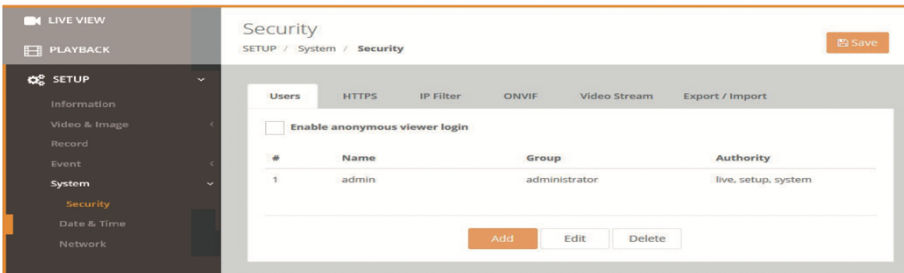 LIVE VIEW
PLAYBACK
SETUP
Information
Video & Image
Record
Event
System
Security
Date & Time
Network
Security
SETUP / System / Security
Save
Users HTTPS IP Filter ONVIF Video Stream Export / Import
Enable anonymous viewer login
# Name Group Authority
1 admin administrator live, setup, system
Add Edit Delete